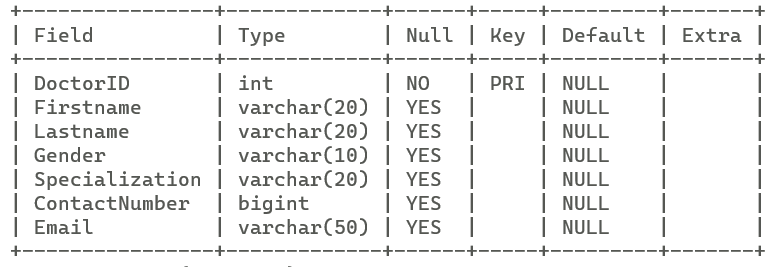 +-----------------+--------------+------+-----+---------+-------+
| Field           | Type         | Null | Key | Default | Extra |
+-----------------+--------------+------+-----+---------+-------+
| DoctorID        | int          | NO   | PRI | NULL    |       |
| Firstname       | varchar(20)  | YES  |     | NULL    |       |
| Lastname        | varchar(20)  | YES  |     | NULL    |       |
| Gender          | varchar(10)  | YES  |     | NULL    |       |
| Specialization  | varchar(20)  | YES  |     | NULL    |       |
| ContactNumber   | bigint       | YES  |     | NULL    |       |
| Email           | varchar(50)  | YES  |     | NULL    |       |
+-----------------+--------------+------+-----+---------+-------+